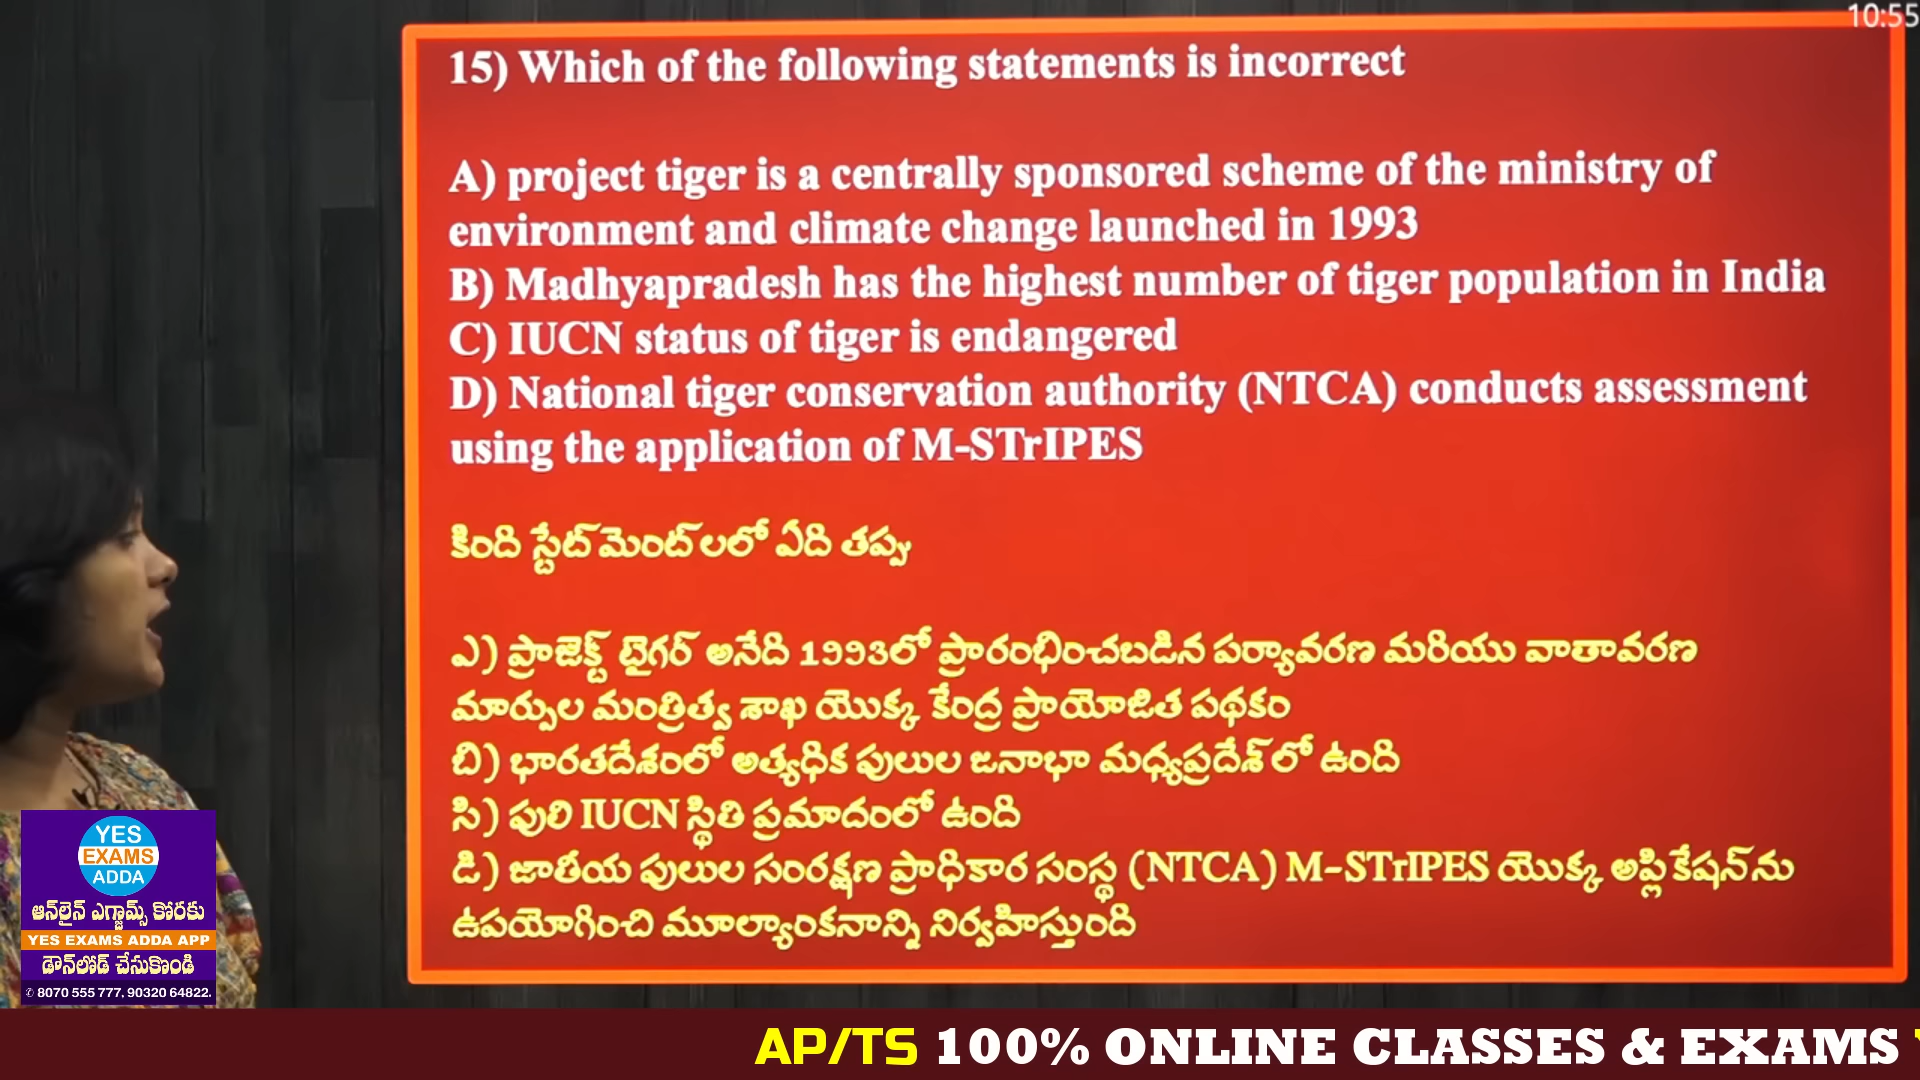 10:55
15) Which of the following statements is incorrect
A) project tiger is a centrally sponsored scheme of the ministry of
environment and climate change launched in 1993
B) Madhyapradesh has the highest number of tiger population in India
C) IUCN status of tiger is endangered
D) National tiger conservation authority (NTCA) conducts assessment
using the application of M-STrIPES
కింది స్టేట్‌మెంట్‌లలో ఏది తప్పు
ఎ) ప్రాజెక్ట్ టైగర్ అనేది 1993లో ప్రారంభించబడిన పర్యావరణ మరియు వాతావరణ
మార్పుల మంత్రిత్వ శాఖ యొక్క కేంద్ర ప్రాయోజిత పథకం
బి) భారతదేశంలో అత్యధిక పులుల జనాభా మధ్యప్రదేశ్‌లో ఉంది
సి) పులి IUCN స్థితి ప్రమాదంలో ఉంది
డి) జాతీయ పులుల సంరక్షణ ప్రాధికార సంస్థ (NTCA) M-STrIPES యొక్క అప్లికేషన్‌ను
ఉపయోగించి మూల్యాంకనాన్ని నిర్వహిస్తుంది
YES
EXAMS
ADDA
ఆన్‌లైన్ ఎగ్జామ్స్ కొరకు
YES EXAMS ADDA APP
డౌన్‌లోడ్ చేసుకొండి
✆ 8070 555 777, 90320 64822.
AP/TS 100% ONLINE CLASSES & EXAMS